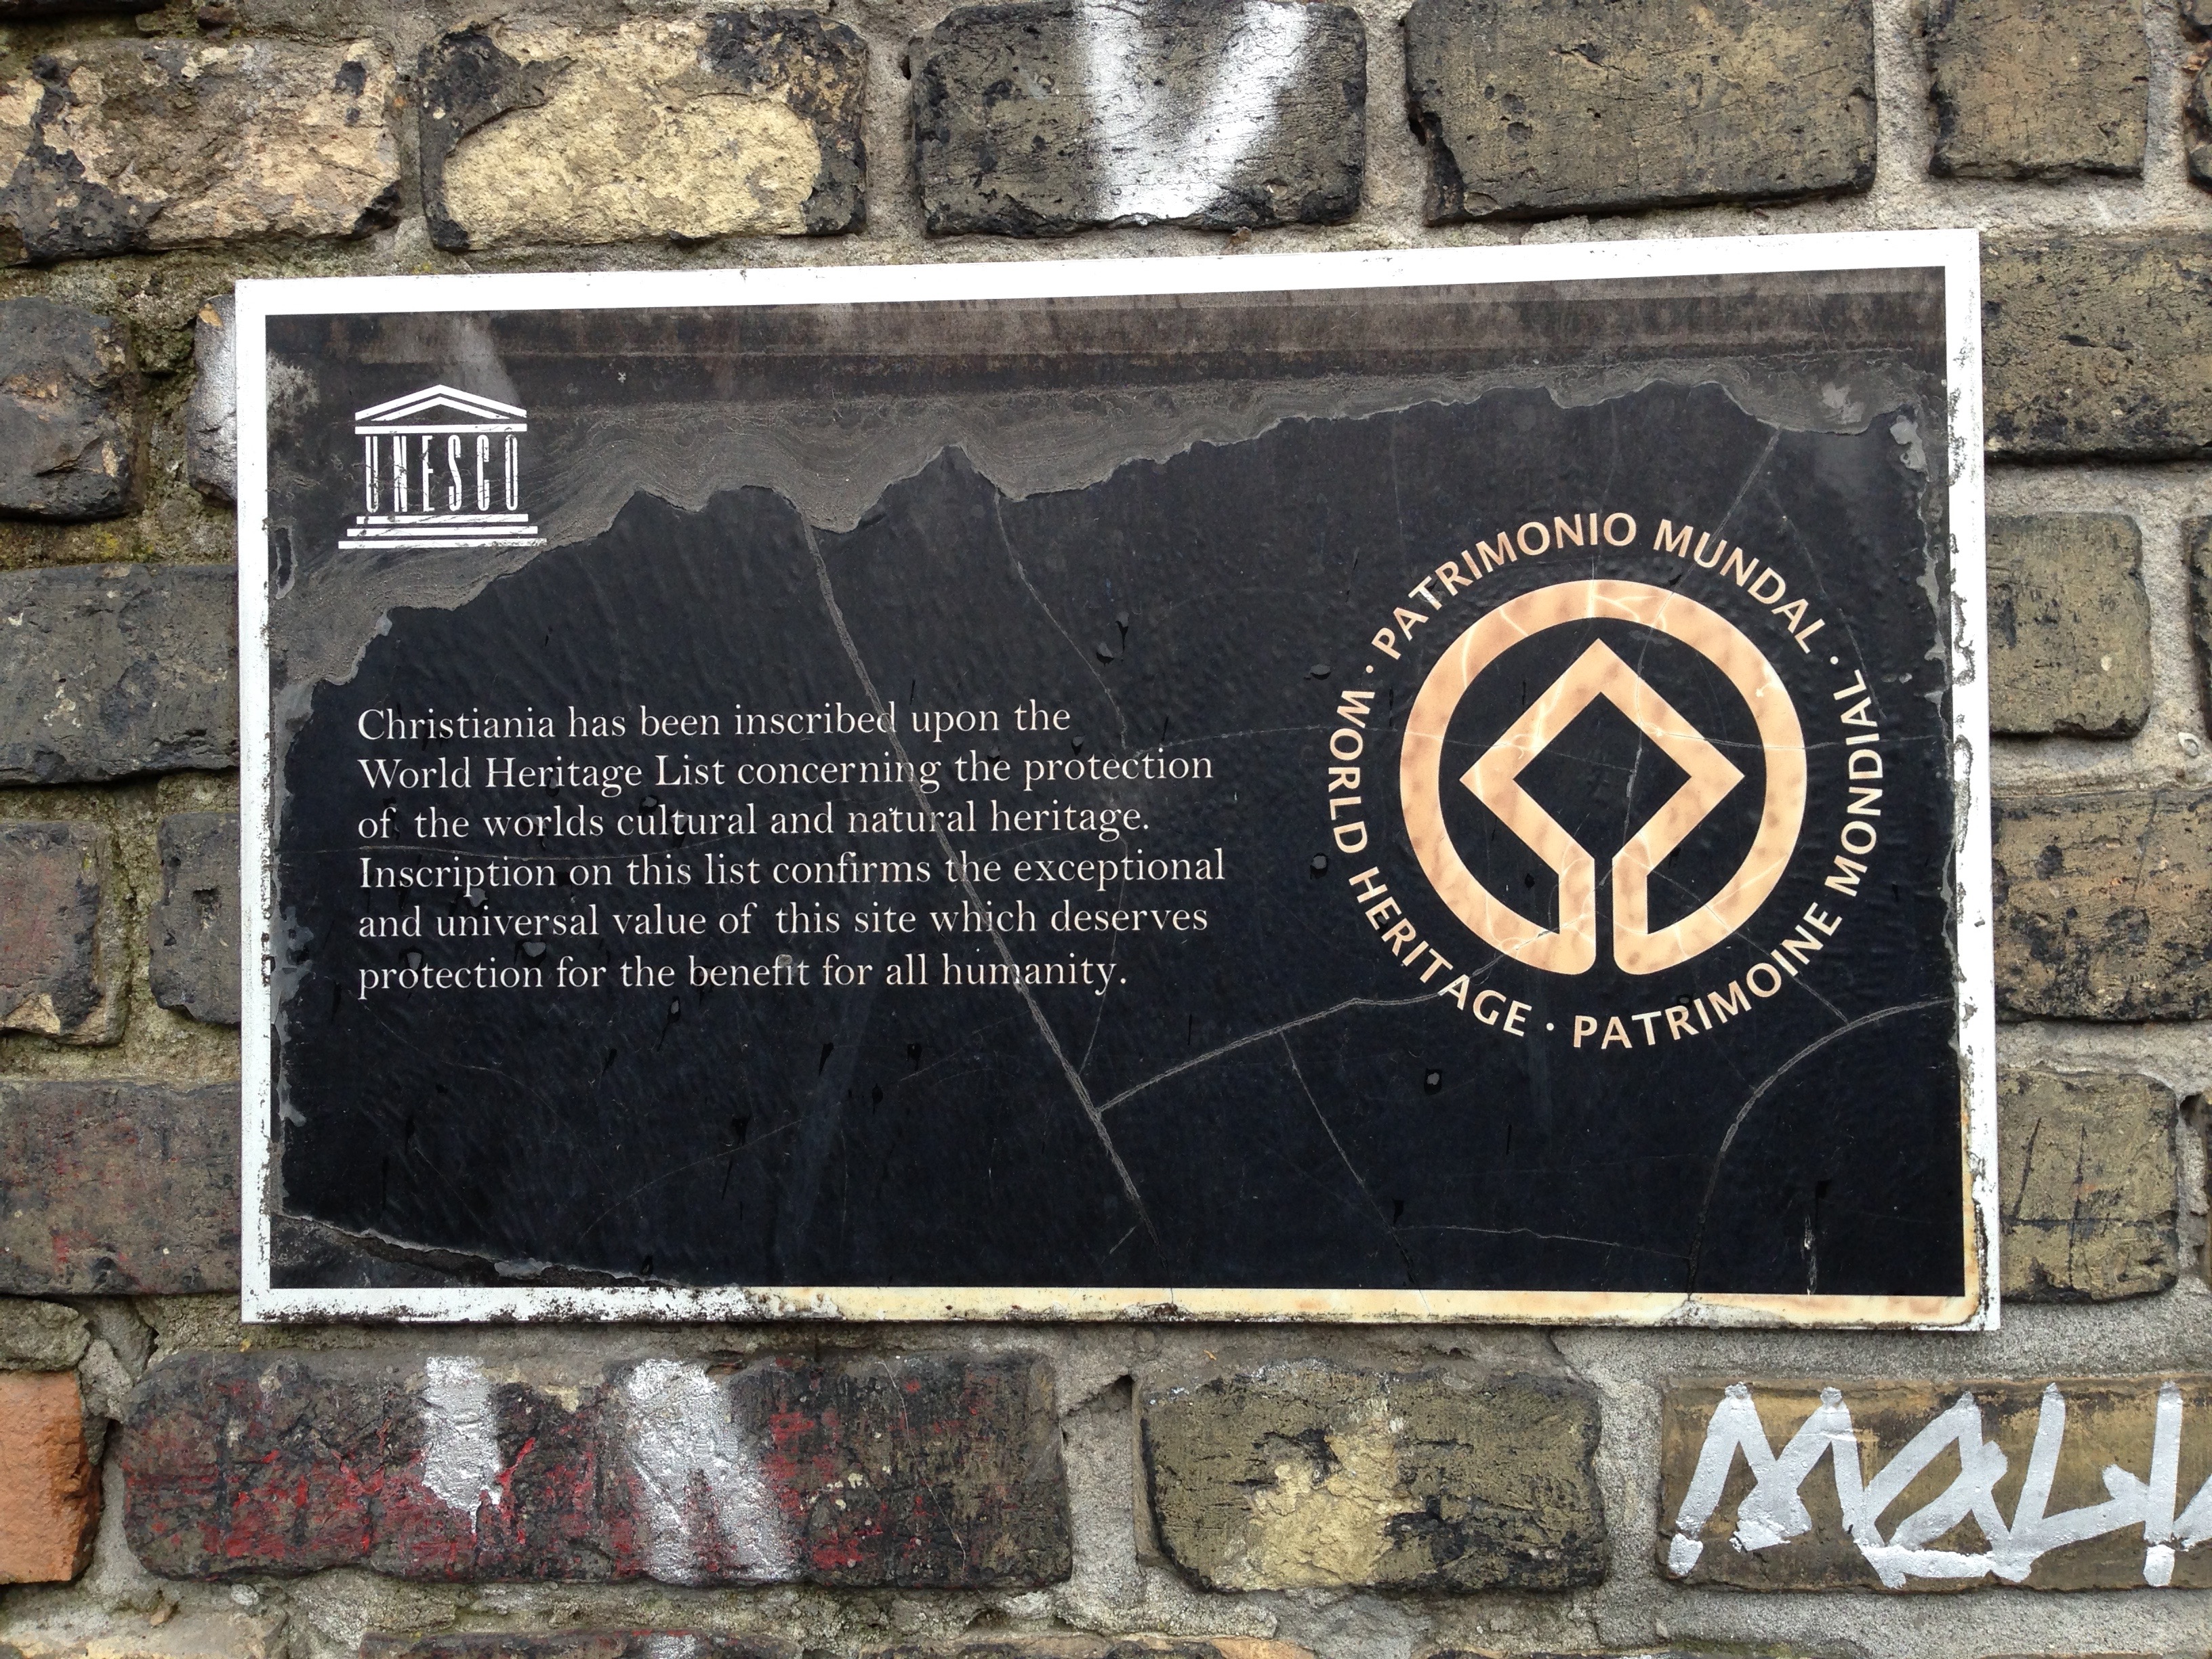 UNESCO
Christiania has been inscribed upon the
World Heritage List concerning the protection
of the worlds cultural and natural heritage.
Inscription on this list confirms the exceptional
and universal value of this site which deserves
protection for the benefit for all humanity.
WORLD HERITAGE · PATRIMONIO MUNDAL · PATRIMOINE MONDIAL ·